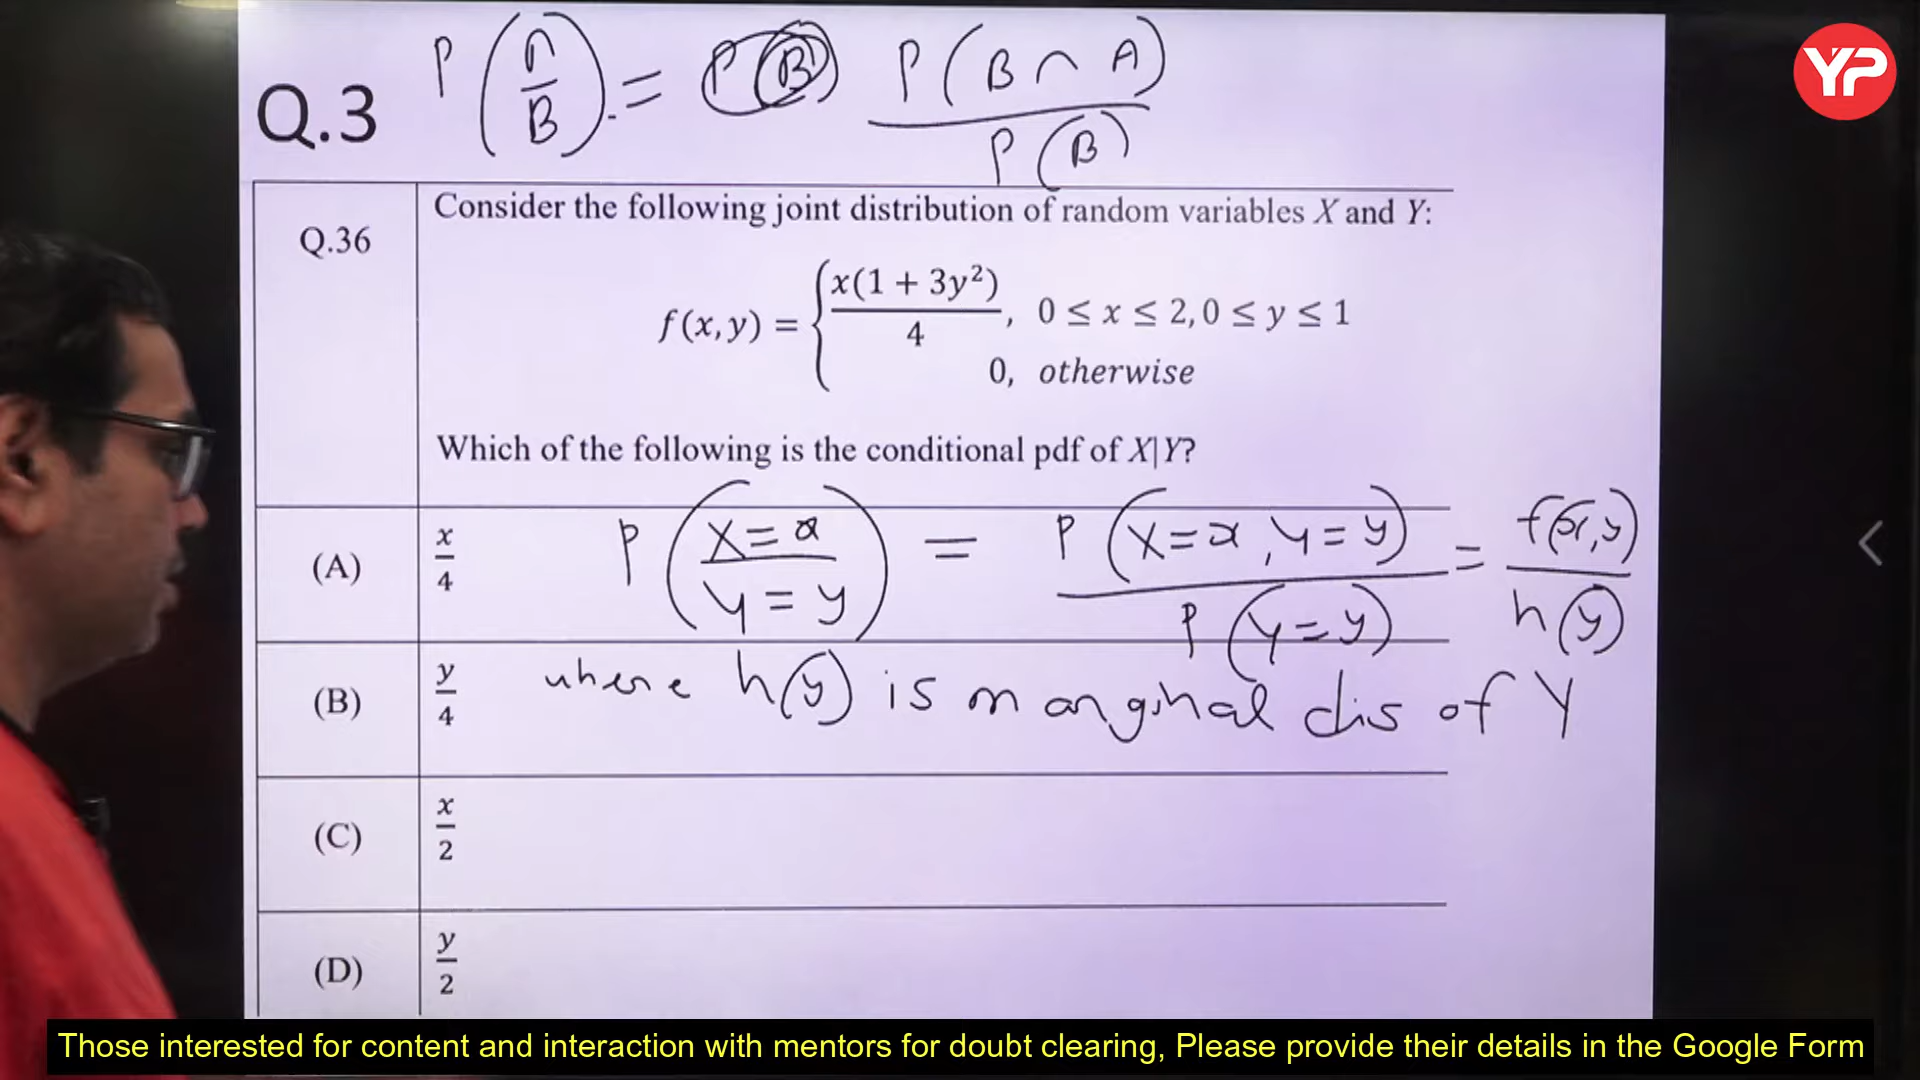 YP
P(A/B) = P(B) P(B ∩ A)/P(B)
Q.3
Q.36 Consider the following joint distribution of random variables X and Y:
f(x, y) = { x(1 + 3y²)/4, 0 ≤ x ≤ 2, 0 ≤ y ≤ 1
0, otherwise
Which of the following is the conditional pdf of X|Y?
(A) x/4
P(X=x/Y=y) = P(X=x, Y=y)/P(Y=y) = f(x,y)/h(y)
(B) y/4
where h(y) is marginal dis of Y
(C) x/2
(D) y/2
Those interested for content and interaction with mentors for doubt clearing, Please provide their details in the Google Form